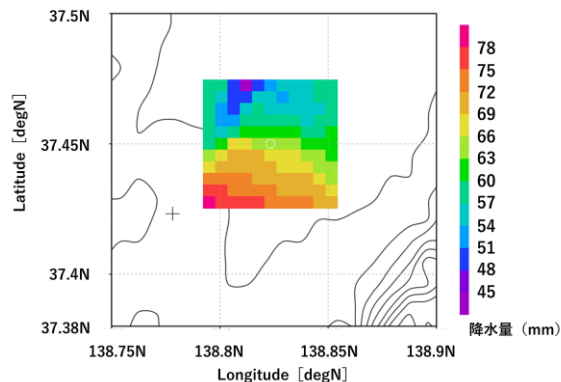 37.5N
37.45N
37.4N
37.38N
Latitude [degN]
138.75N
138.8N
138.85N
138.9N
Longitude [degN]
78
75
72
69
66
63
60
57
54
51
48
45
降水量（mm）